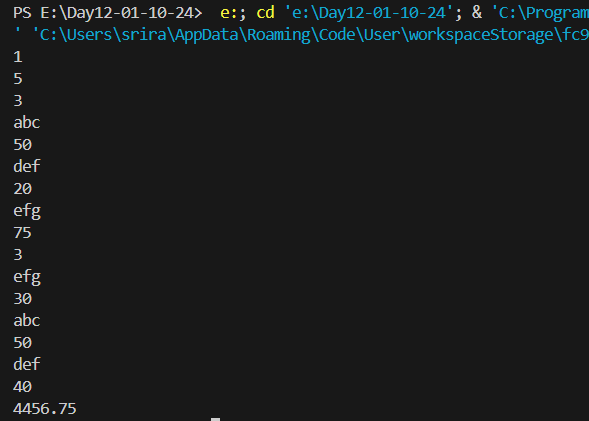 PS E:\Day12-01-10-24>  e:; cd 'e:\Day12-01-10-24'; & 'C:\Program
' 'C:\Users\srira\AppData\Roaming\Code\User\workspaceStorage\fc9
1
5
3
abc
50
def
20
efg
75
3
efg
30
abc
50
def
40
4456.75